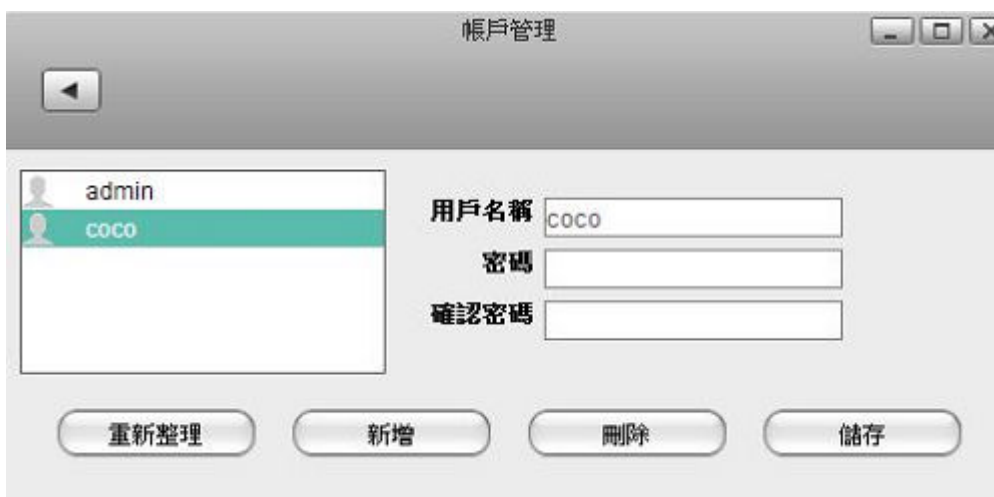 帳戶管理
admin
coco
用戶名稱 coco
密碼
確認密碼
重新整理 新增 刪除 儲存